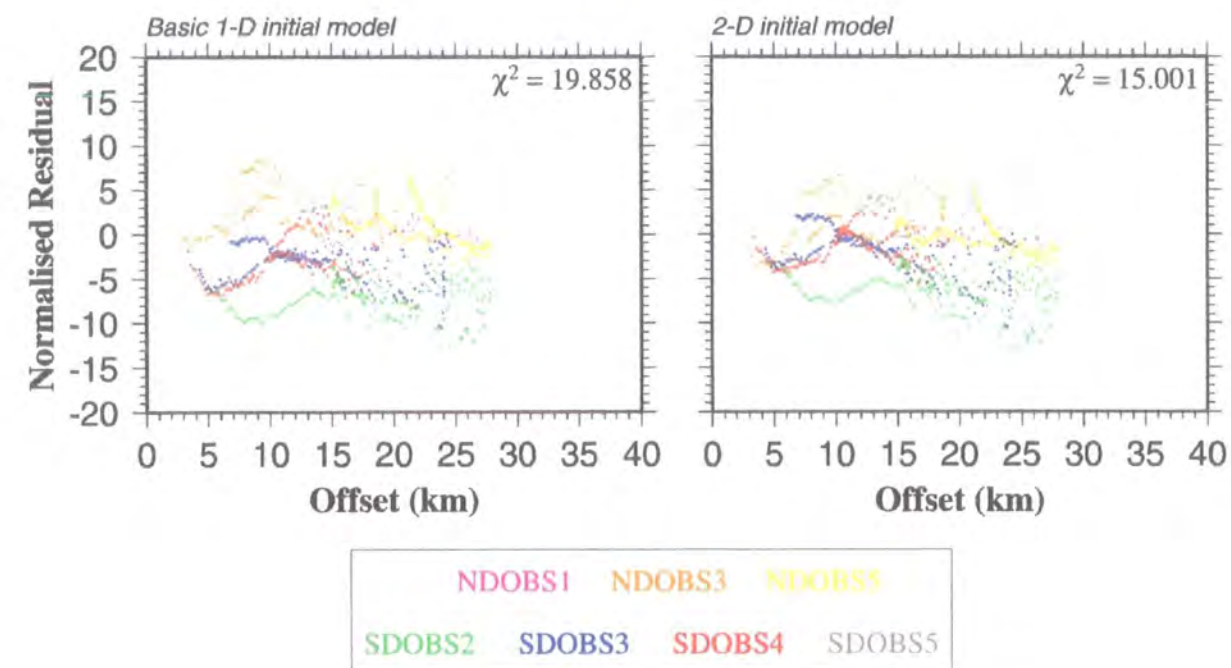 Basic 1-D initial model
2-D initial model
χ² = 19.858
χ² = 15.001
20
15
10
5
0
-5
-10
-15
-20
Normalised Residual
0 5 10 15 20 25 30 35 40
0 5 10 15 20 25 30 35 40
Offset (km)
Offset (km)
NDOBS1 NDOBS3 NDOBS5
SDOBS2 SDOBS3 SDOBS4 SDOBS5